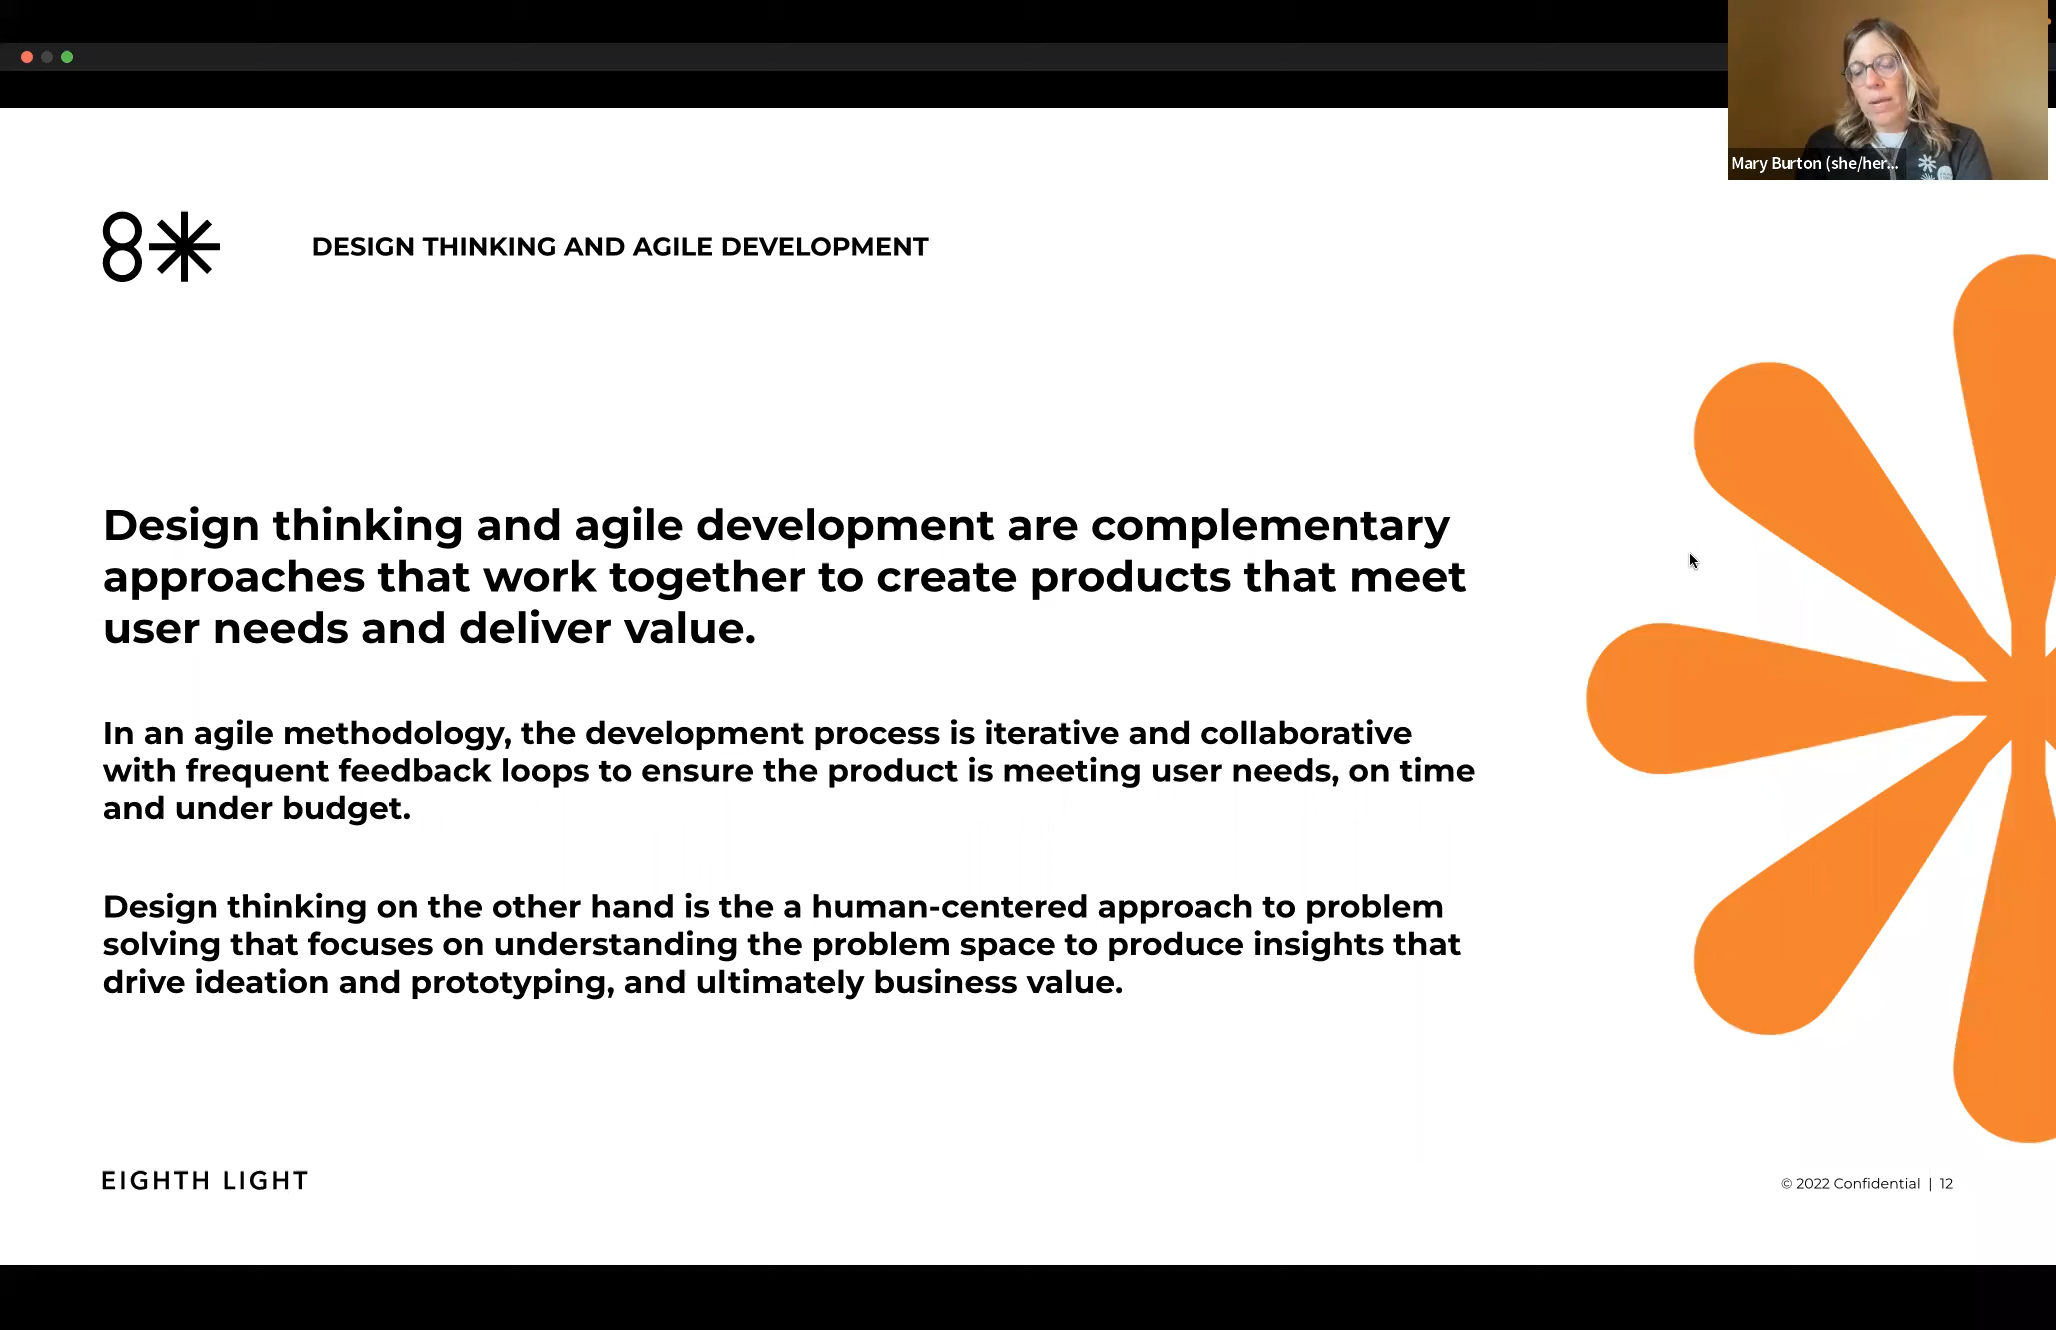 Mary Burton (she/her...
8*
DESIGN THINKING AND AGILE DEVELOPMENT
Design thinking and agile development are complementary
approaches that work together to create products that meet
user needs and deliver value.
In an agile methodology, the development process is iterative and collaborative
with frequent feedback loops to ensure the product is meeting user needs, on time
and under budget.
Design thinking on the other hand is the a human-centered approach to problem
solving that focuses on understanding the problem space to produce insights that
drive ideation and prototyping, and ultimately business value.
EIGHTH LIGHT
© 2022 Confidential | 12